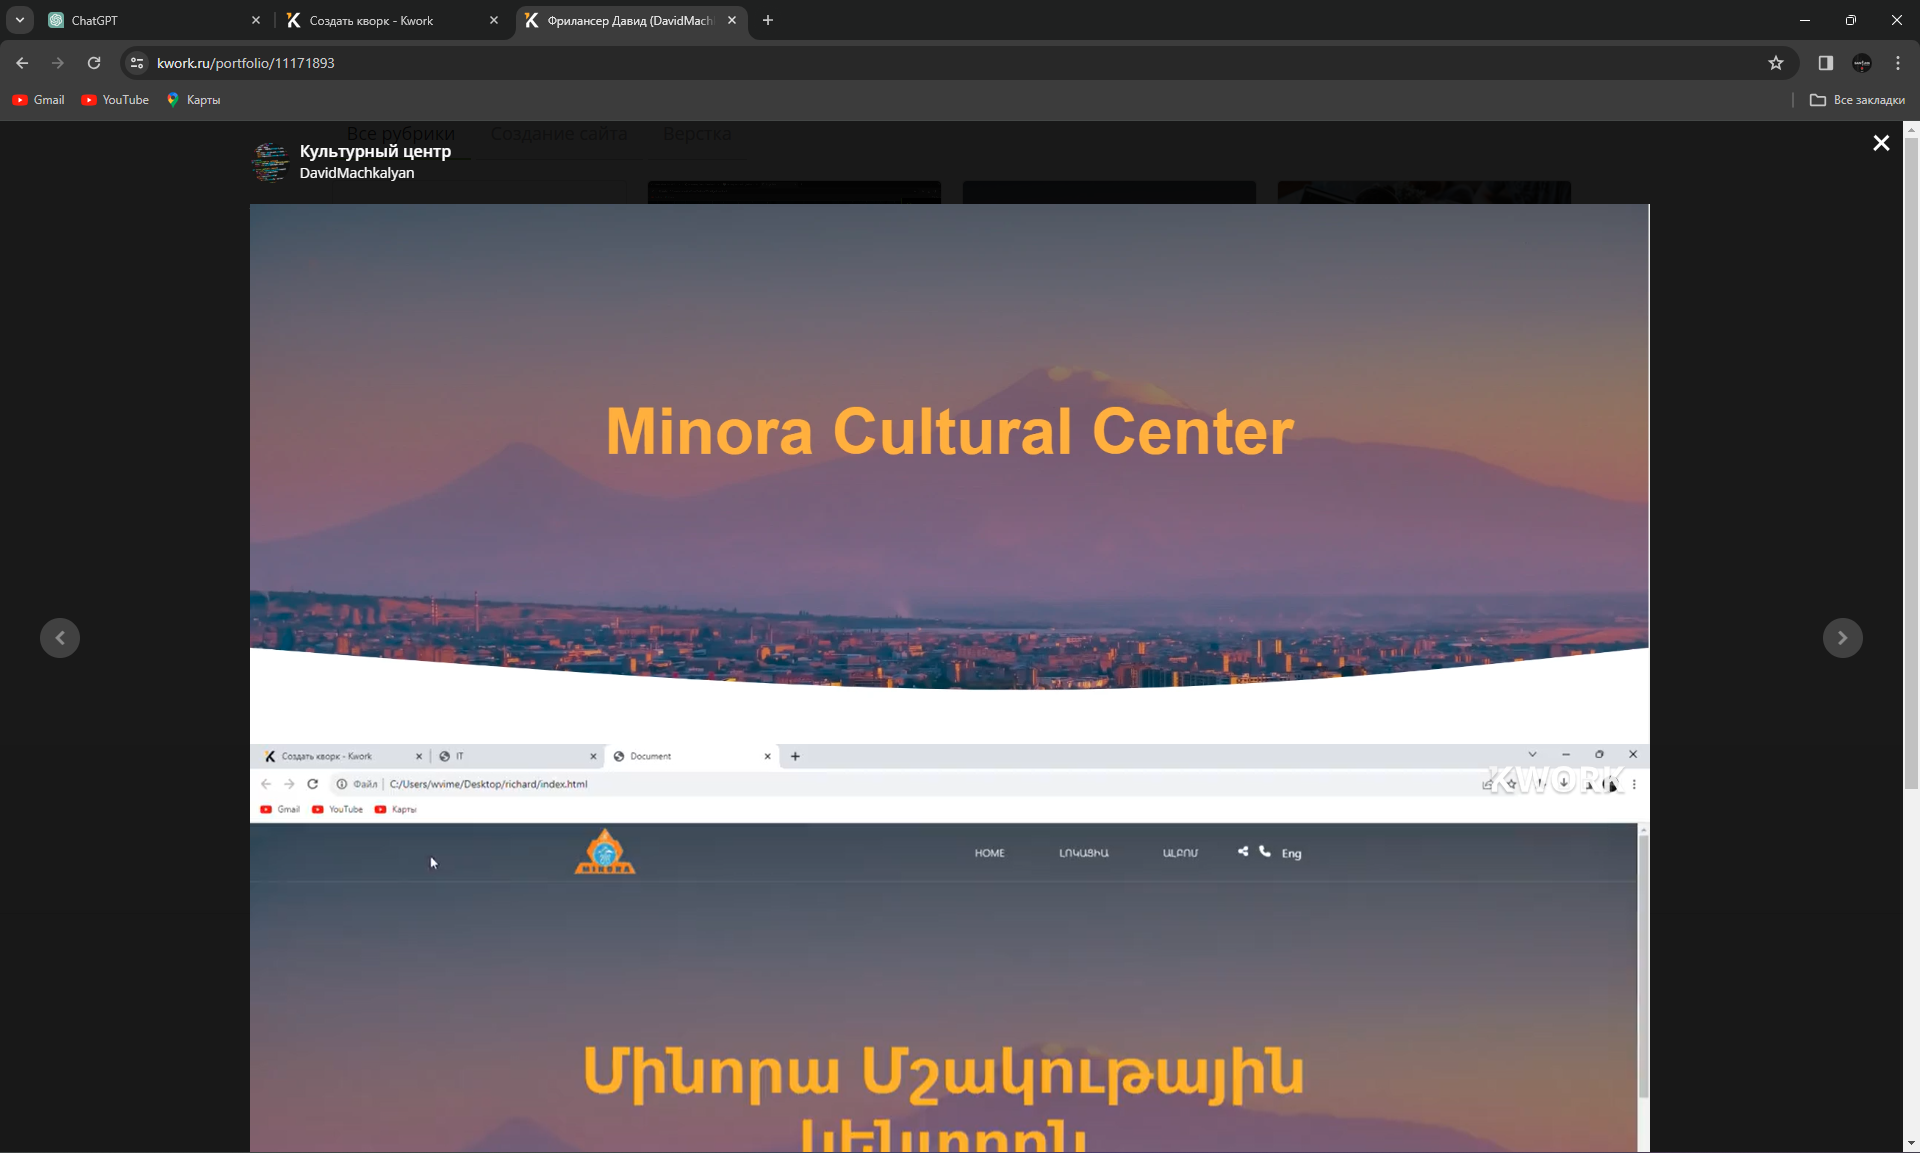 ChatGPT
Создать кворк - Kwork
Фрилансер Давид (DavidMach
kwork.ru/portfolio/11171893
Gmail
YouTube
Карты
Все закладки
Все рубрики
Создание сайта
Верстка
Культурный центр
DavidMachkalyan
Minora Cultural Center
Создать кворк - Kwork
IT
Document
Файл
C:/Users/wvime/Desktop/richard/index.html
KWORK
Gmail
YouTube
Карты
MINORA
HOME
ԼՈԿԱՑԻԱ
ԱԼԲՈՄ
Eng
Մինորա Մշակութային